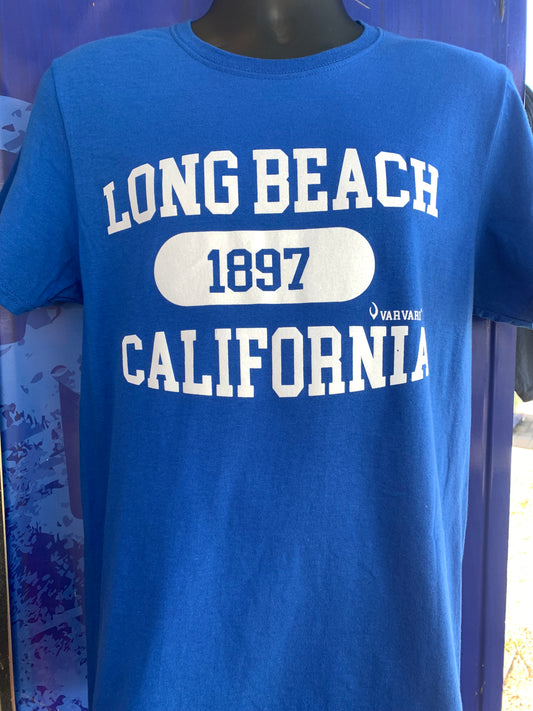 LONG BEACH
1897
VARVARI
CALIFORNIA